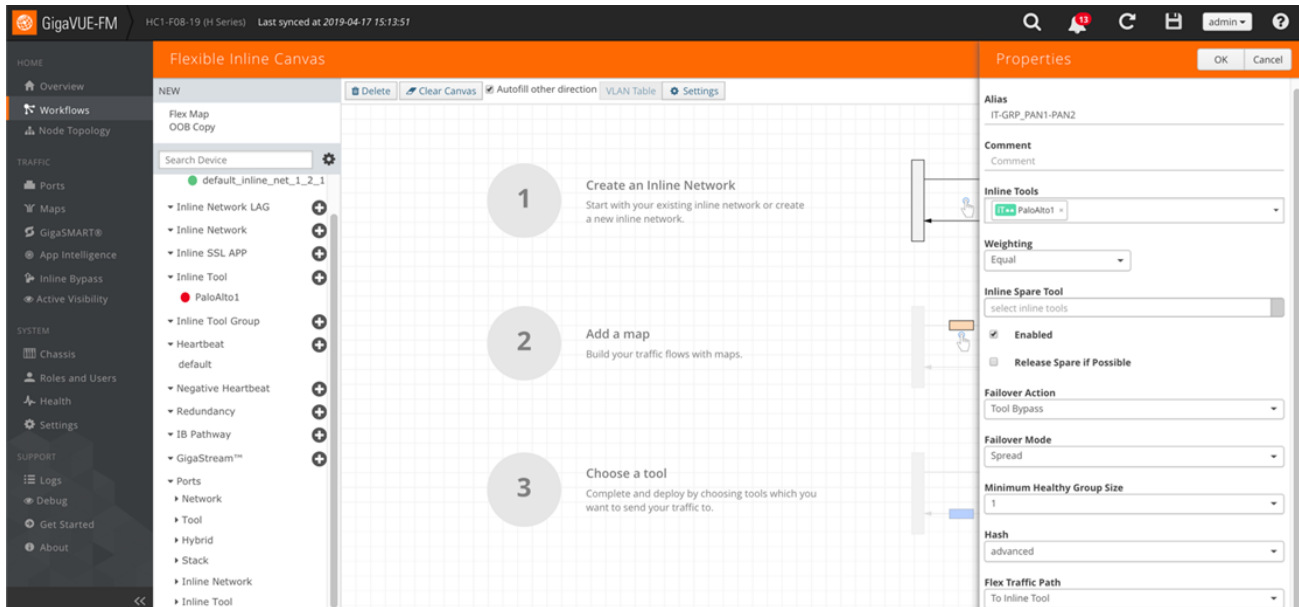 GigaVUE-FM
HC1-F08-19 (H Series) Last synced at 2019-04-17 15:13:51
13
admin
?
HOME
Overview
Workflows
Node Topology
TRAFFIC
Ports
Maps
GigaSMART®
App Intelligence
Inline Bypass
Active Visibility
SYSTEM
Chassis
Roles and Users
Health
Settings
SUPPORT
Logs
Debug
Get Started
About
<<
Flexible Inline Canvas
NEW
Flex Map
OOB Copy
Search Device
default_inline_net_1_2_1
Inline Network LAG
Inline Network
Inline SSL APP
Inline Tool
PaloAlto1
Inline Tool Group
Heartbeat
default
Negative Heartbeat
Redundancy
IB Pathway
GigaStream™
Ports
Network
Tool
Hybrid
Stack
Inline Network
Inline Tool
Delete Clear Canvas Autofill other direction VLAN Table Settings
1
Create an Inline Network
Start with your existing inline network or create
a new inline network.
2
Add a map
Build your traffic flows with maps.
3
Choose a tool
Complete and deploy by choosing tools which you
want to send your traffic to.
Properties
OK Cancel
Alias
IT-GRP_PAN1-PAN2
Comment
Comment
Inline Tools
PaloAlto1 ×
Weighting
Equal
Inline Spare Tool
select inline tools
Enabled
Release Spare if Possible
Failover Action
Tool Bypass
Failover Mode
Spread
Minimum Healthy Group Size
1
Hash
advanced
Flex Traffic Path
To Inline Tool